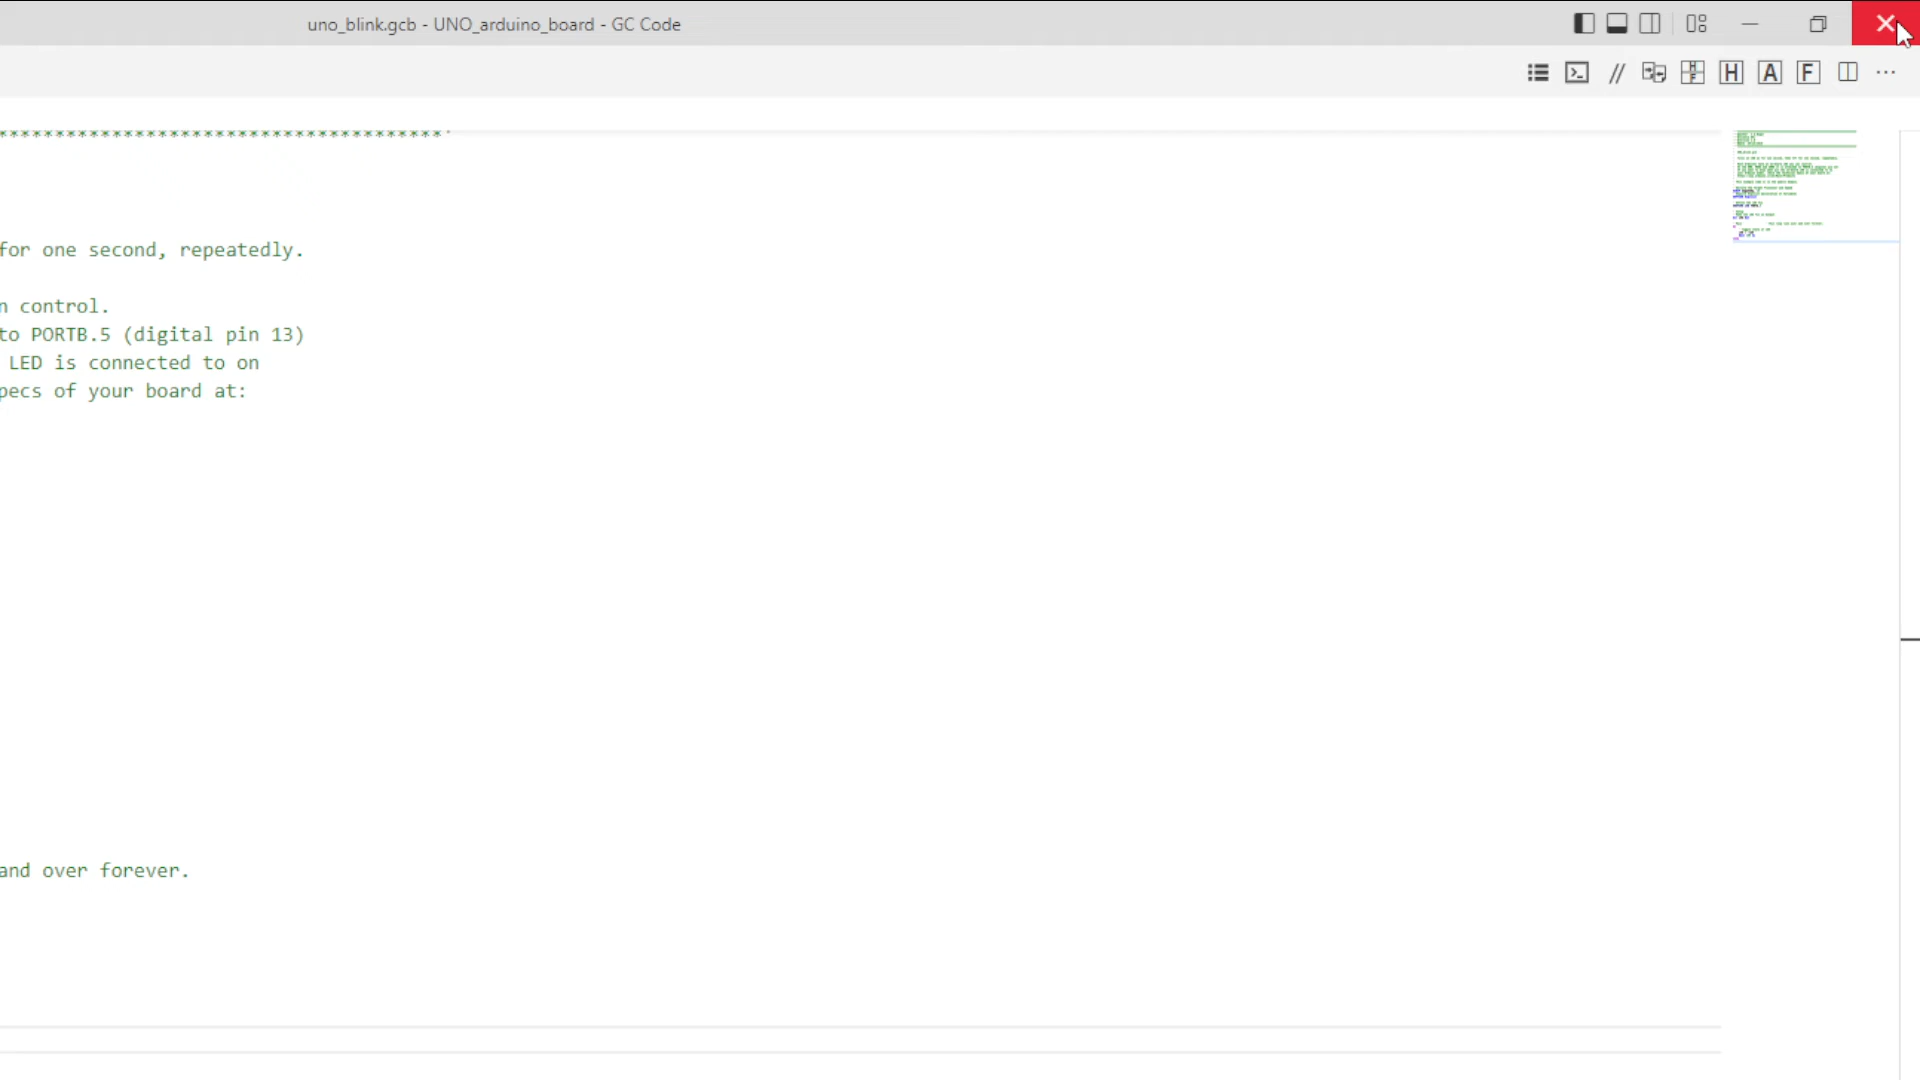 uno_blink.gcb - UNO_arduino_board - GC Code
// H F H A F ...
***************************************'
for one second, repeatedly.
n control.
to PORTB.5 (digital pin 13)
LED is connected to on
pecs of your board at:
and over forever.